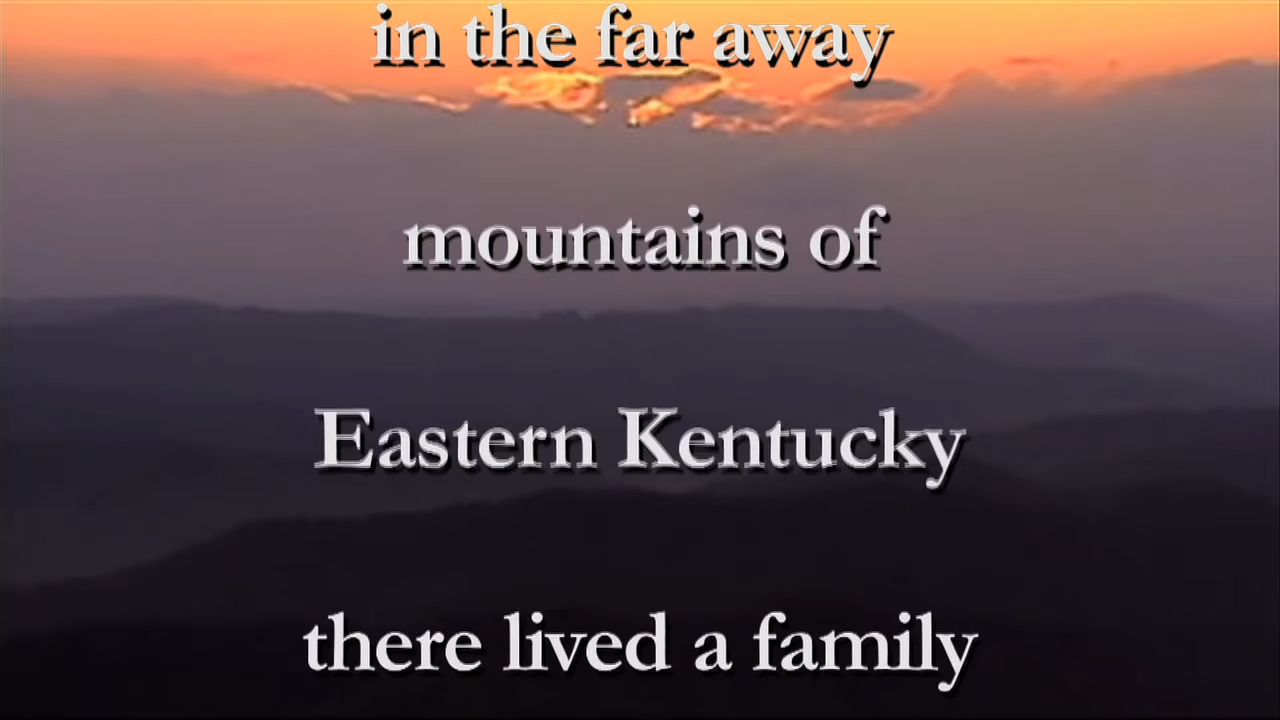 in the far away
mountains of
Eastern Kentucky
there lived a family